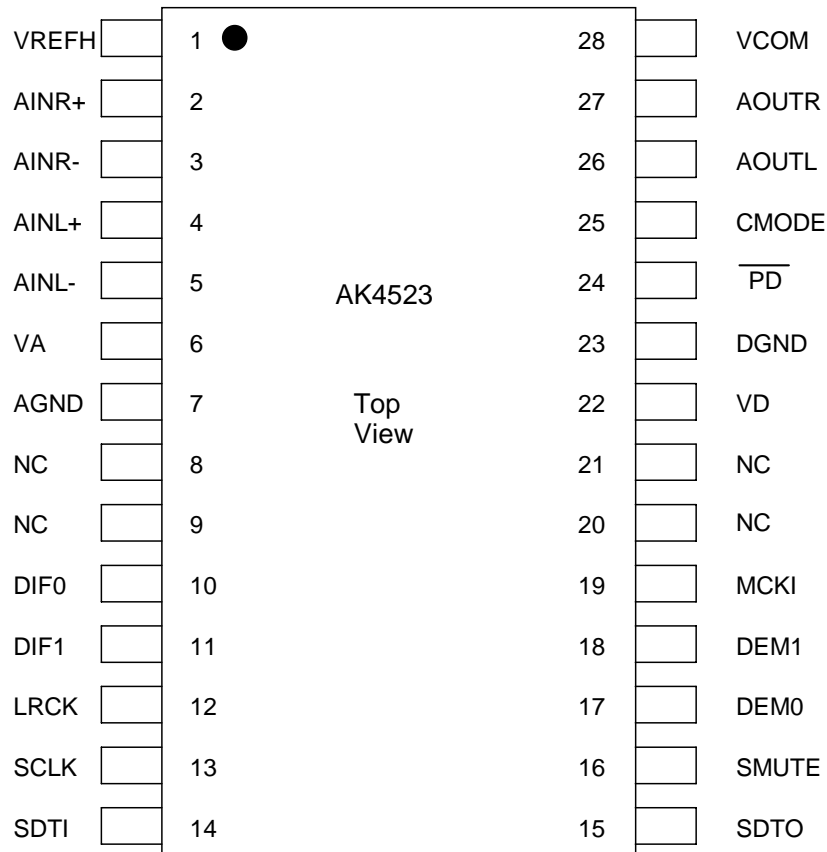 VREFH 1 28 VCOM
AINR+ 2 27 AOUTR
AINR- 3 26 AOUTL
AINL+ 4 25 CMODE
AINL- 5 24 PD
AK4523
VA 6 23 DGND
AGND 7 22 VD
Top
View
NC 8 21 NC
NC 9 20 NC
DIF0 10 19 MCKI
DIF1 11 18 DEM1
LRCK 12 17 DEM0
SCLK 13 16 SMUTE
SDTI 14 15 SDTO